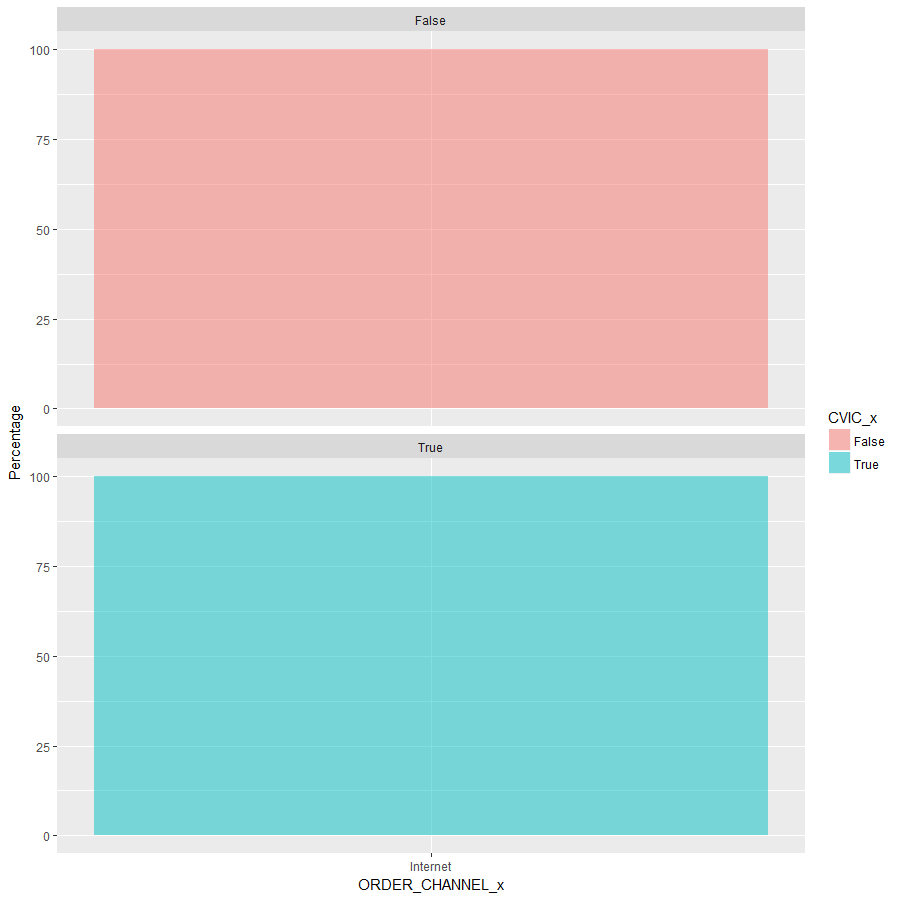 False
100
75
50
25
0
True
100
75
50
25
0
Internet
ORDER_CHANNEL_x
Percentage
CVIC_x
False
True